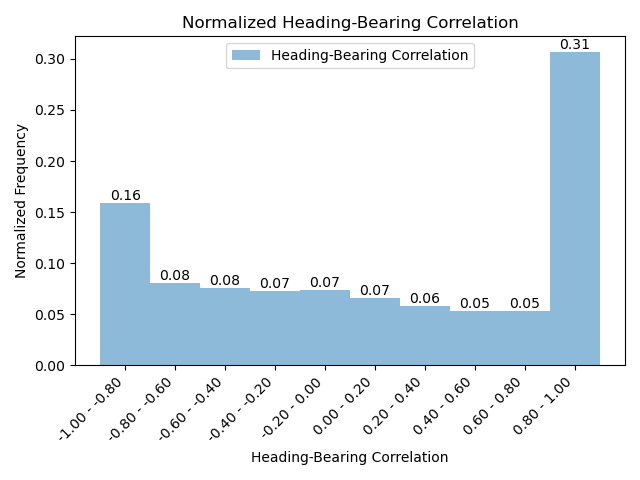 Normalized Heading-Bearing Correlation
Heading-Bearing Correlation
Normalized Frequency
0.30
0.25
0.20
0.15
0.10
0.05
0.00
0.16
0.08
0.08
0.07
0.07
0.07
0.06
0.05
0.05
0.31
-1.00 - -0.80
-0.80 - -0.60
-0.60 - -0.40
-0.40 - -0.20
-0.20 - 0.00
0.00 - 0.20
0.20 - 0.40
0.40 - 0.60
0.60 - 0.80
0.80 - 1.00
Heading-Bearing Correlation